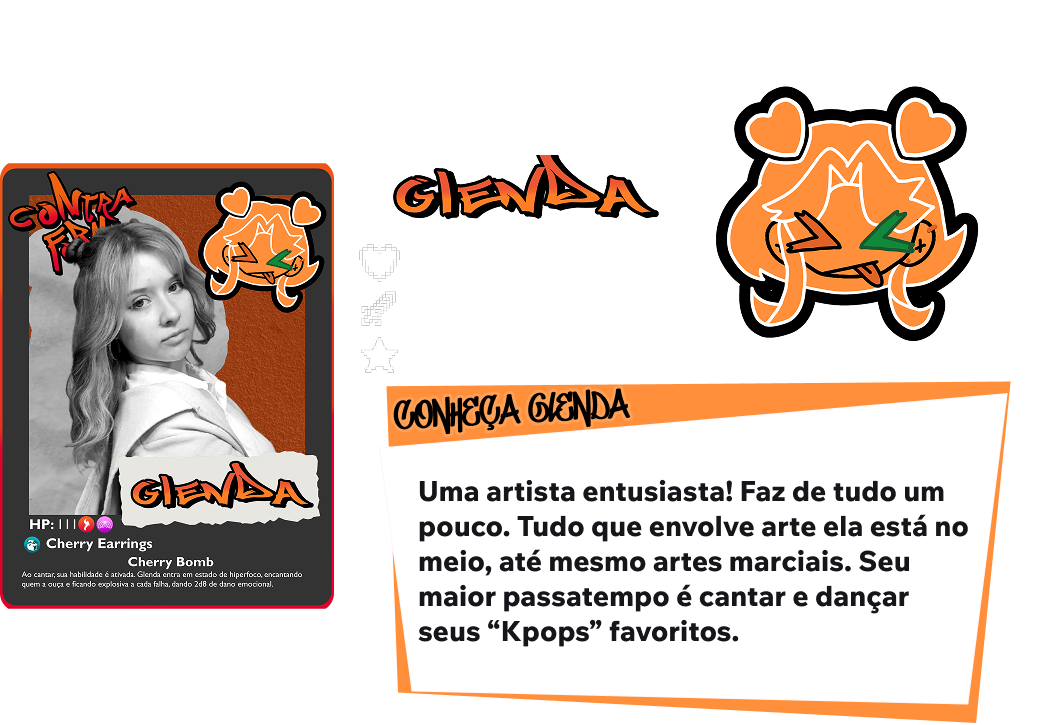 CONTRA
GLENDA
HP: 111
Cherry Earrings
Cherry Bomb
Ao cantar, sua habilidade é ativada. Glenda entra em estado de hiperfoco, encantando
quem a ouça e ficando explosiva a cada falha, dando 2d8 de dano emocional.
GLENDA
CONHEÇA GLENDA
Uma artista entusiasta! Faz de tudo um
pouco. Tudo que envolve arte ela está no
meio, até mesmo artes marciais. Seu
maior passatempo é cantar e dançar
seus “Kpops” favoritos.